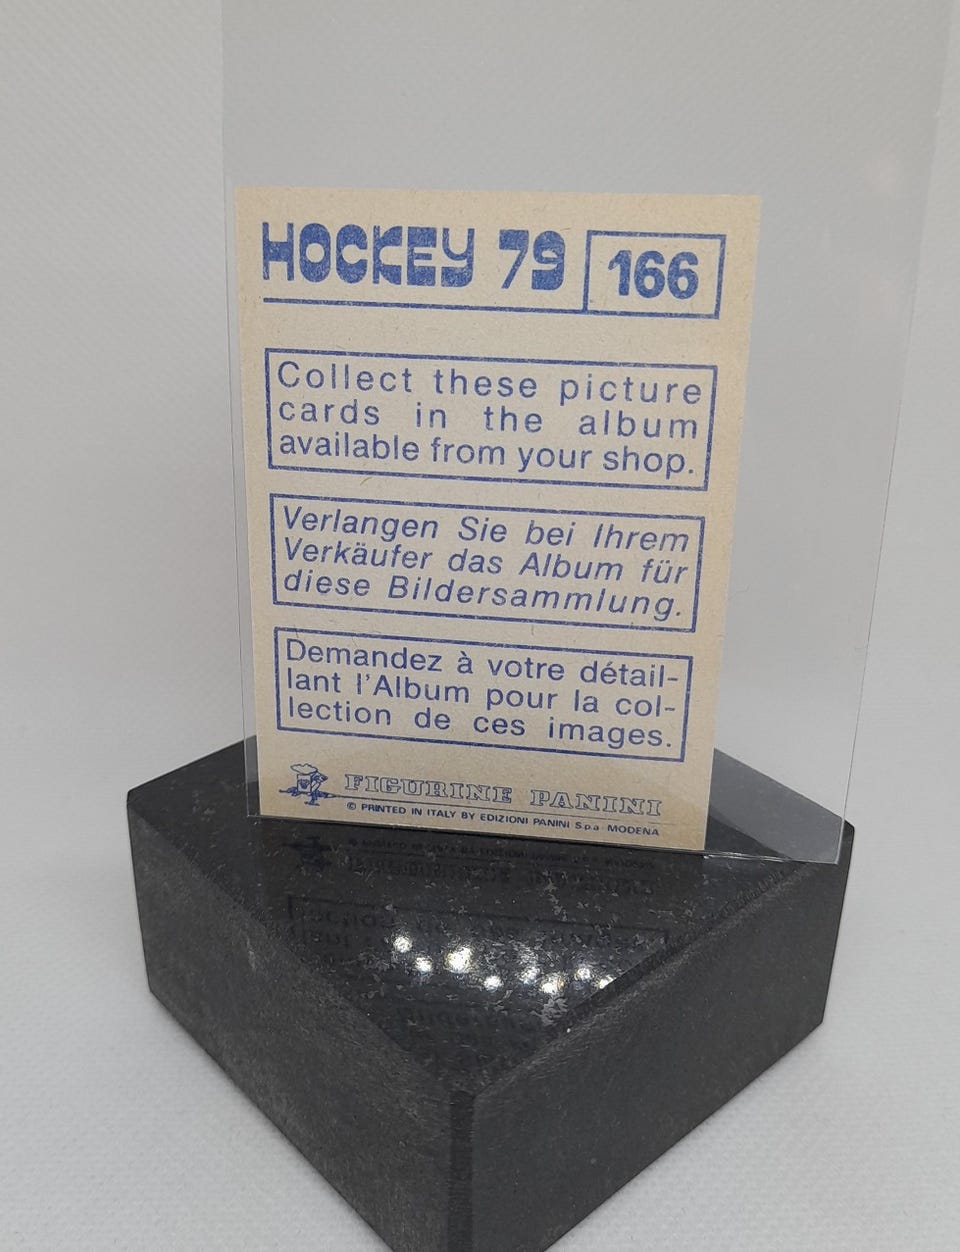 HOCKEY 79 166
Collect these picture
cards in the album
available from your shop.
Verlangen Sie bei Ihrem
Verkäufer das Album für
diese Bildersammlung.
Demandez à votre détail-
lant l'Album pour la col-
lection de ces images.
FIGURINE PANINI
© PRINTED IN ITALY BY EDIZIONI PANINI S.p.a. MODENA